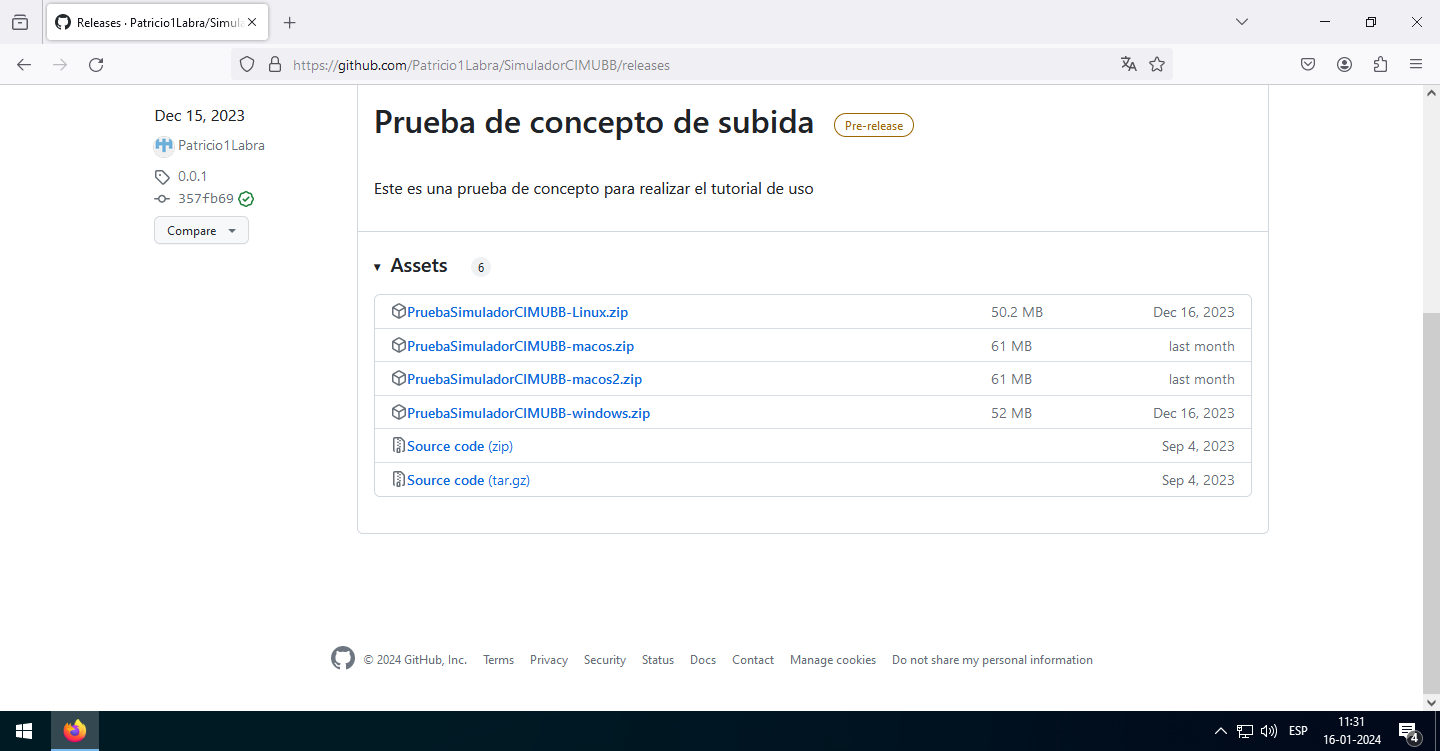 Releases · Patricio1Labra/Simula
https://github.com/Patricio1Labra/SimuladorCIMUBB/releases
Dec 15, 2023
Patricio1Labra
0.0.1
357fb69
Compare
Prueba de concepto de subida
Pre-release
Este es una prueba de concepto para realizar el tutorial de uso
Assets 6
PruebaSimuladorCIMUBB-Linux.zip 50.2 MB Dec 16, 2023
PruebaSimuladorCIMUBB-macos.zip 61 MB last month
PruebaSimuladorCIMUBB-macos2.zip 61 MB last month
PruebaSimuladorCIMUBB-windows.zip 52 MB Dec 16, 2023
Source code (zip) Sep 4, 2023
Source code (tar.gz) Sep 4, 2023
© 2024 GitHub, Inc. Terms Privacy Security Status Docs Contact Manage cookies Do not share my personal information
ESP
11:31
16-01-2024
4